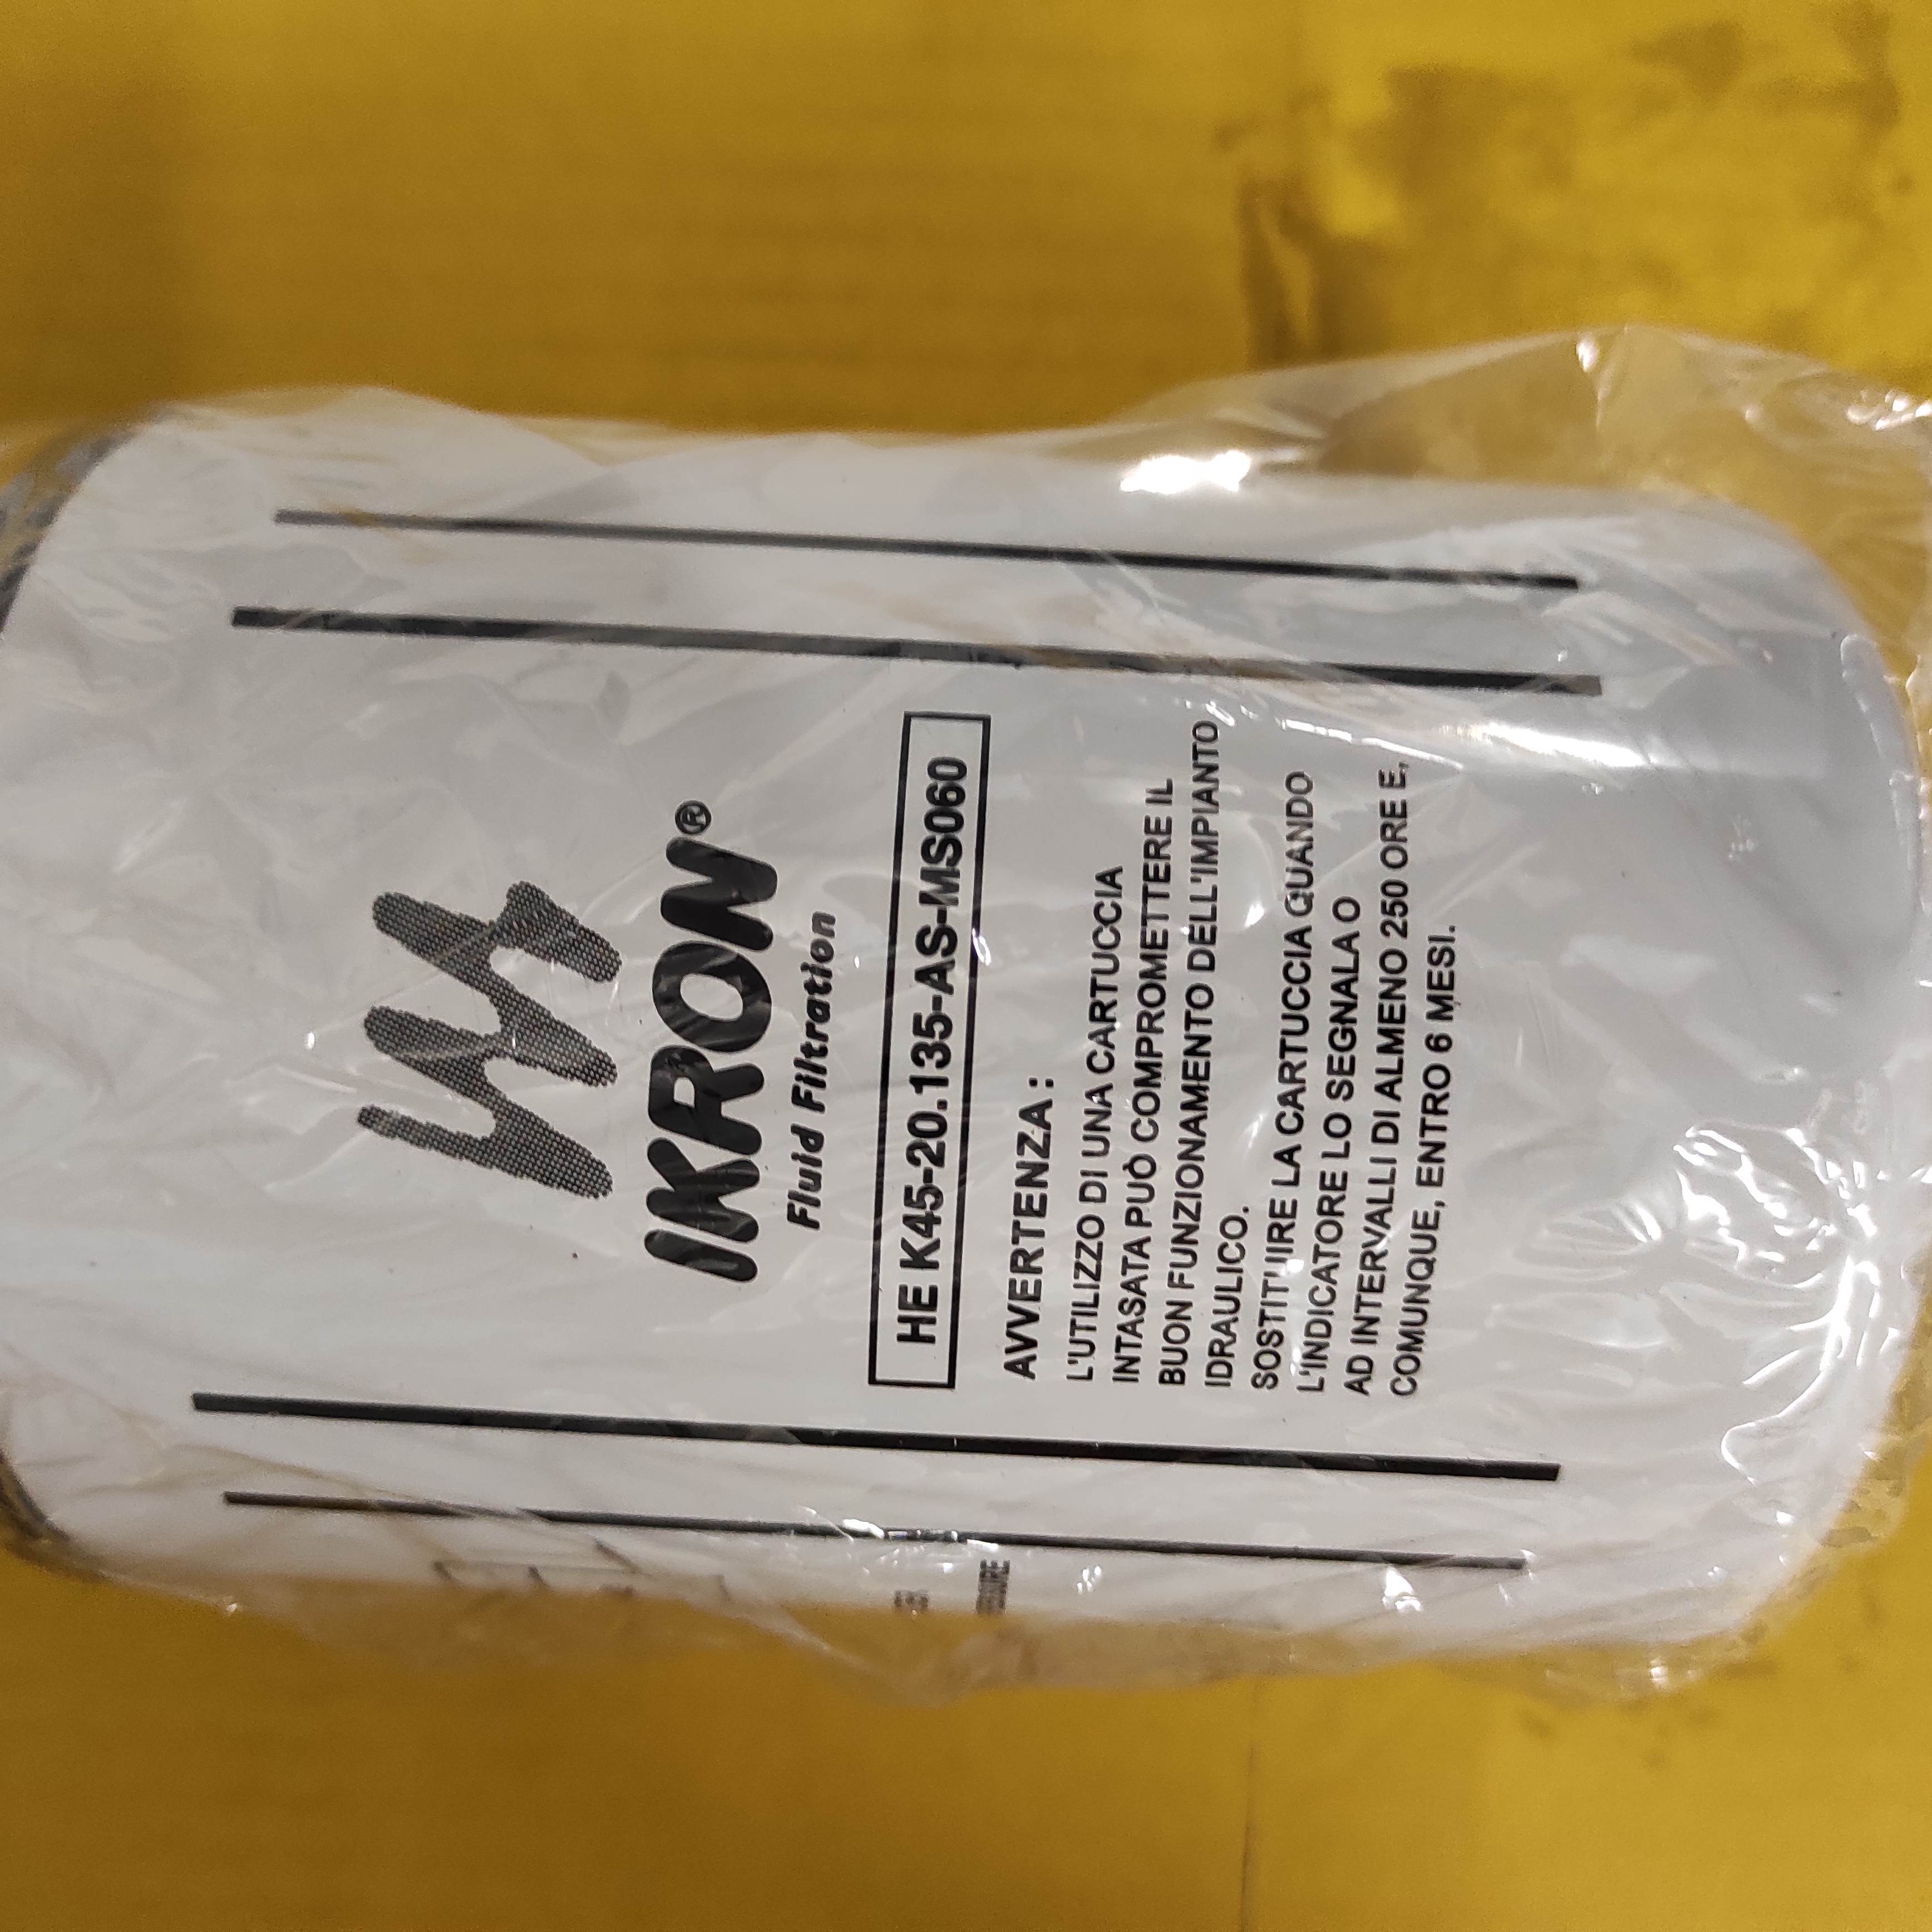 IKRON®
Fluid Filtration
HE K45-20.135-AS-MS060
AVVERTENZA :
L'UTILIZZO DI UNA CARTUCCIA
INTASATA PUÒ COMPROMETTERE IL
BUON FUNZIONAMENTO DELL'IMPIANTO
IDRAULICO.
SOSTITUIRE LA CARTUCCIA QUANDO
L'INDICATORE LO SEGNALA O
AD INTERVALLI DI ALMENO 250 ORE E,
COMUNQUE, ENTRO 6 MESI.